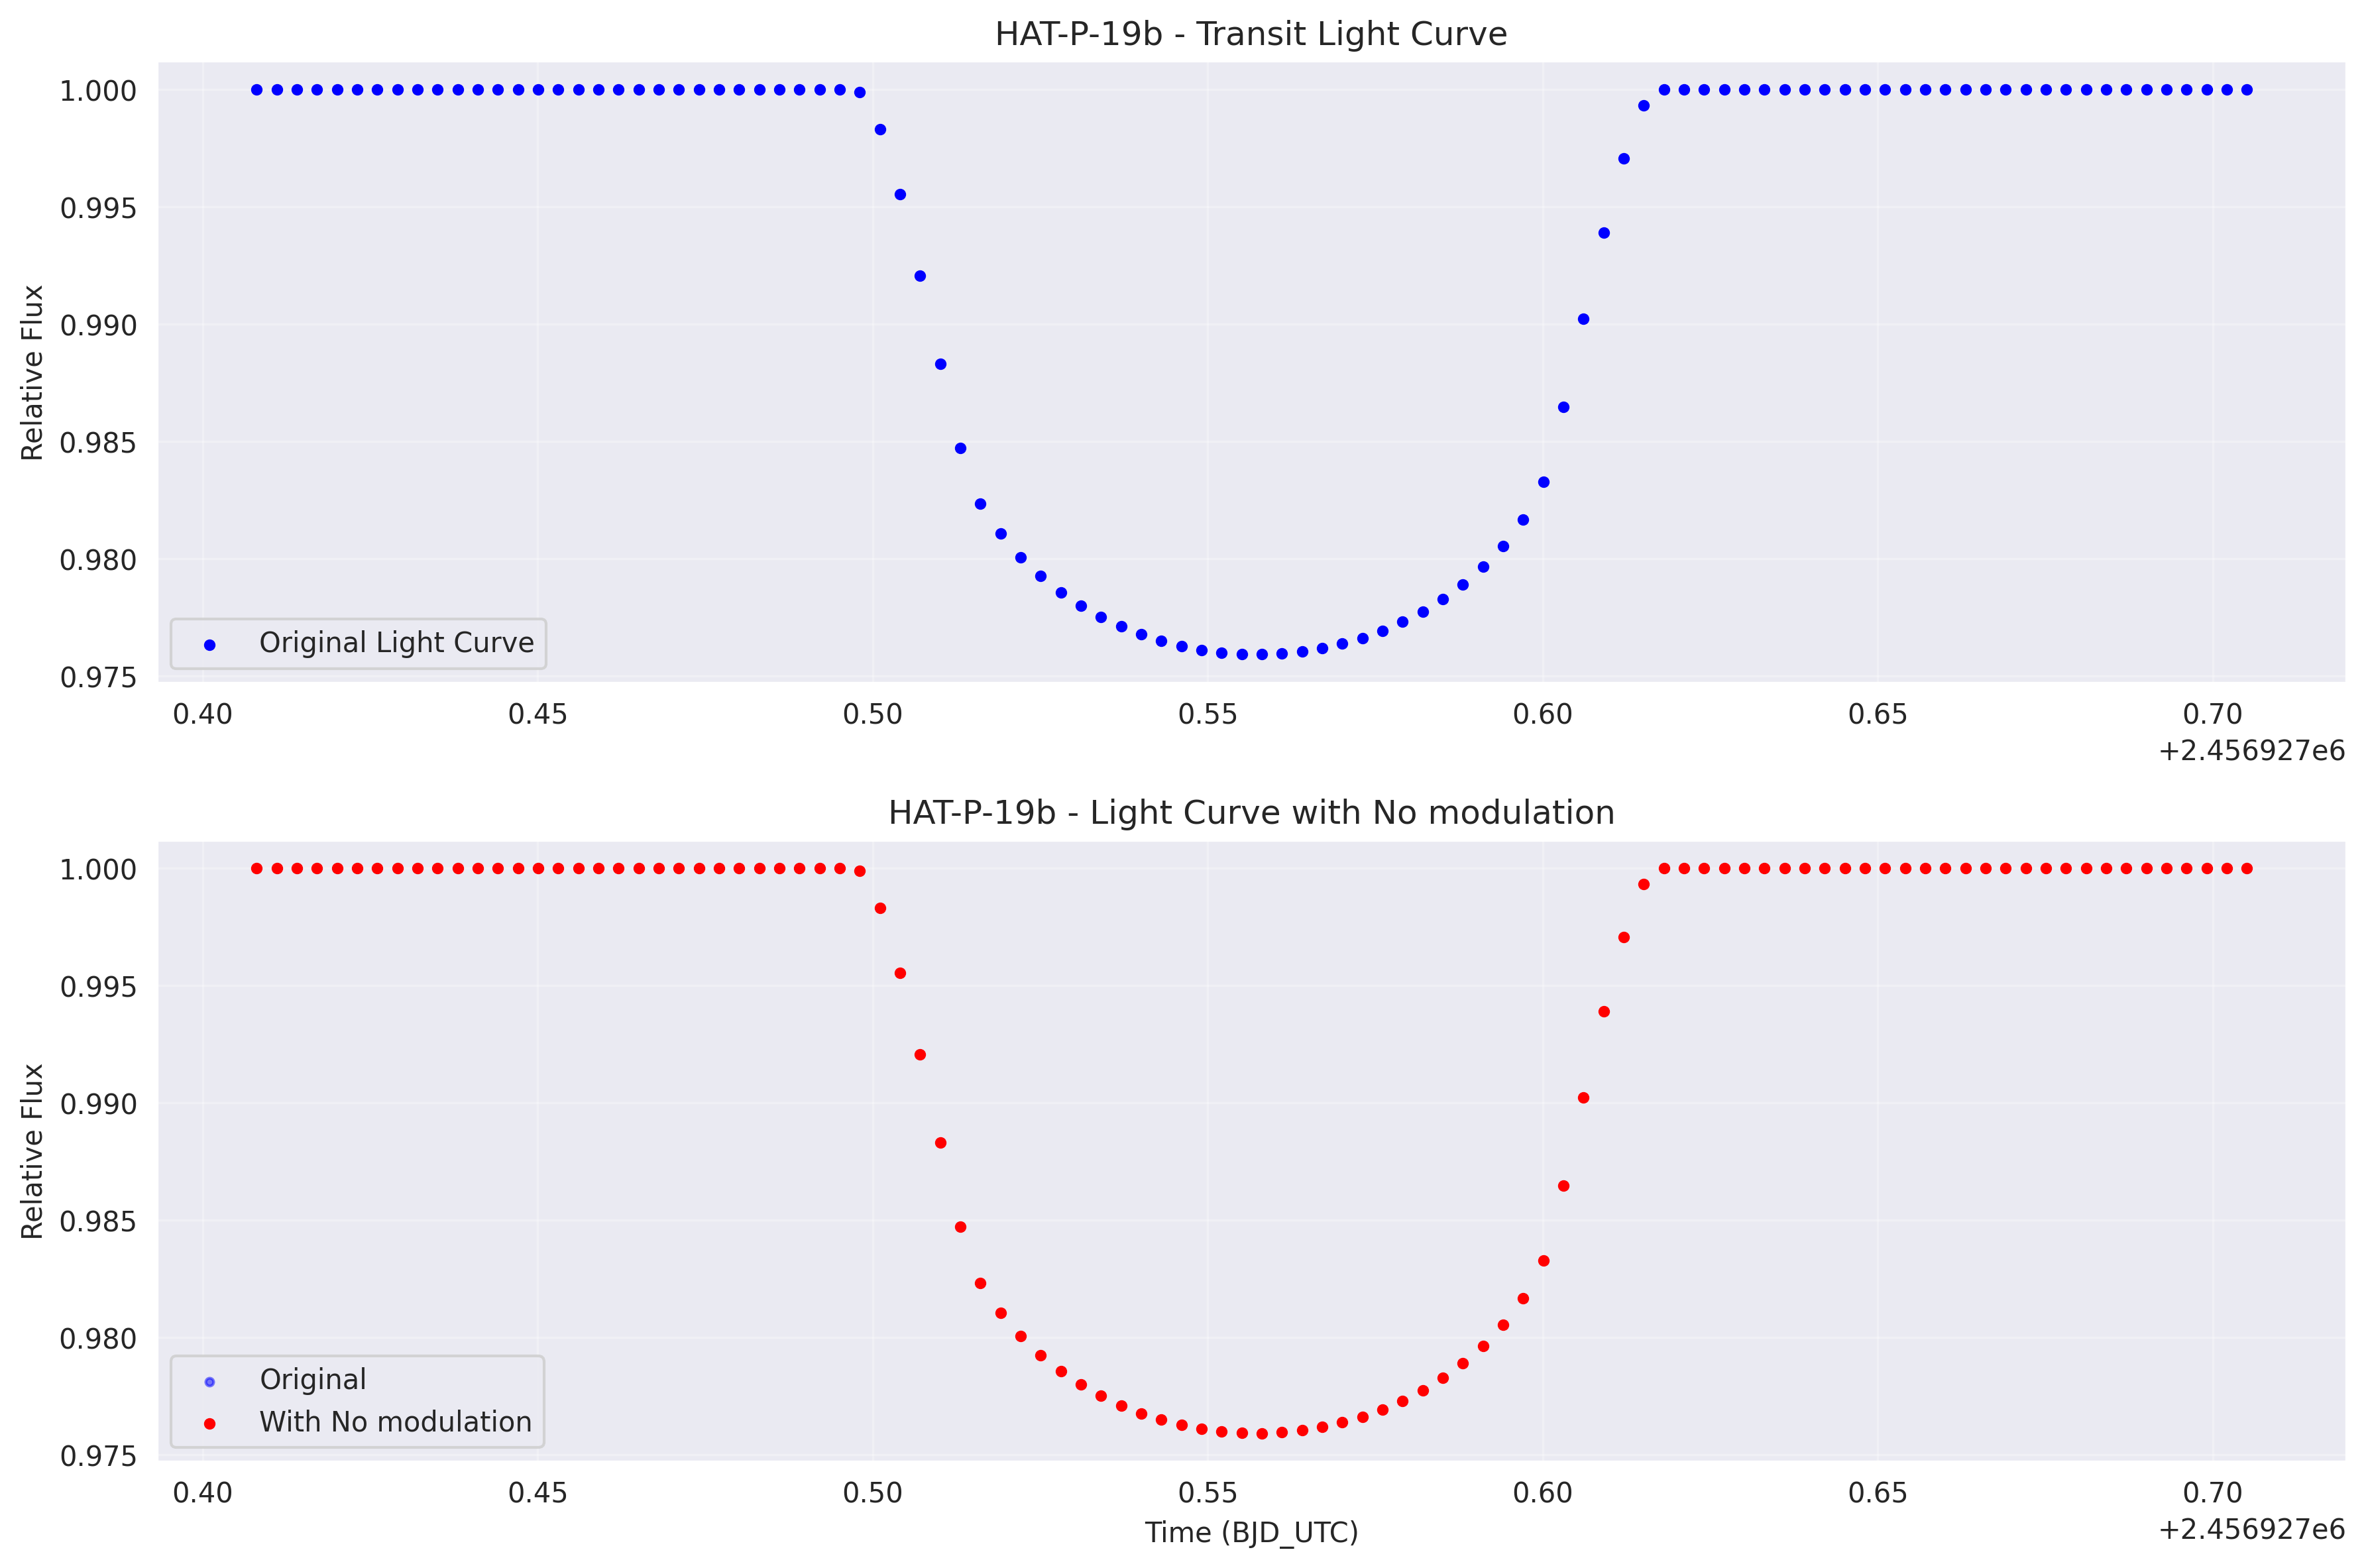 HAT-P-19b - Transit Light Curve
Relative Flux
1.000
0.995
0.990
0.985
0.980
0.975
Original Light Curve
0.40 0.45 0.50 0.55 0.60 0.65 0.70
+2.456927e6
HAT-P-19b - Light Curve with No modulation
Relative Flux
1.000
0.995
0.990
0.985
0.980
0.975
Original
With No modulation
0.40 0.45 0.50 0.55 0.60 0.65 0.70
Time (BJD_UTC)
+2.456927e6